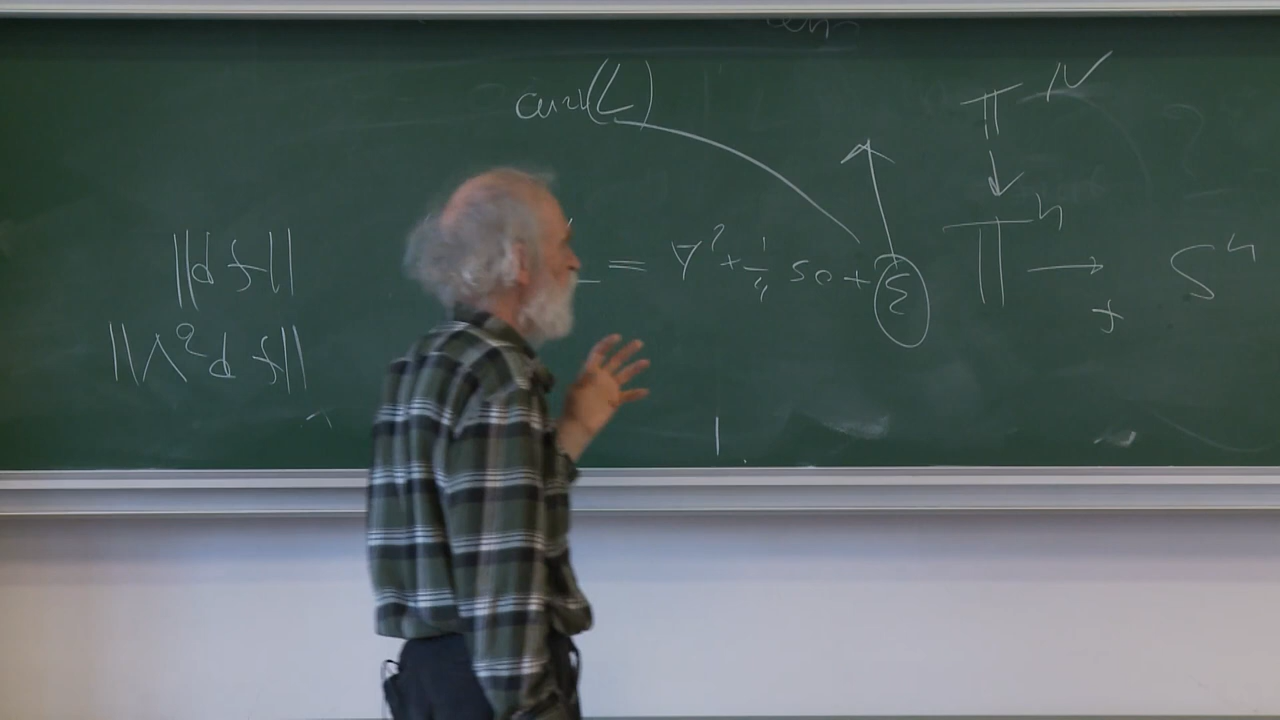 curv(L)
𝕋^N
↓
||df|| = ∇² + 1/4 Sc + ℰ 𝕋^n → S^n
f
||Λ²df||